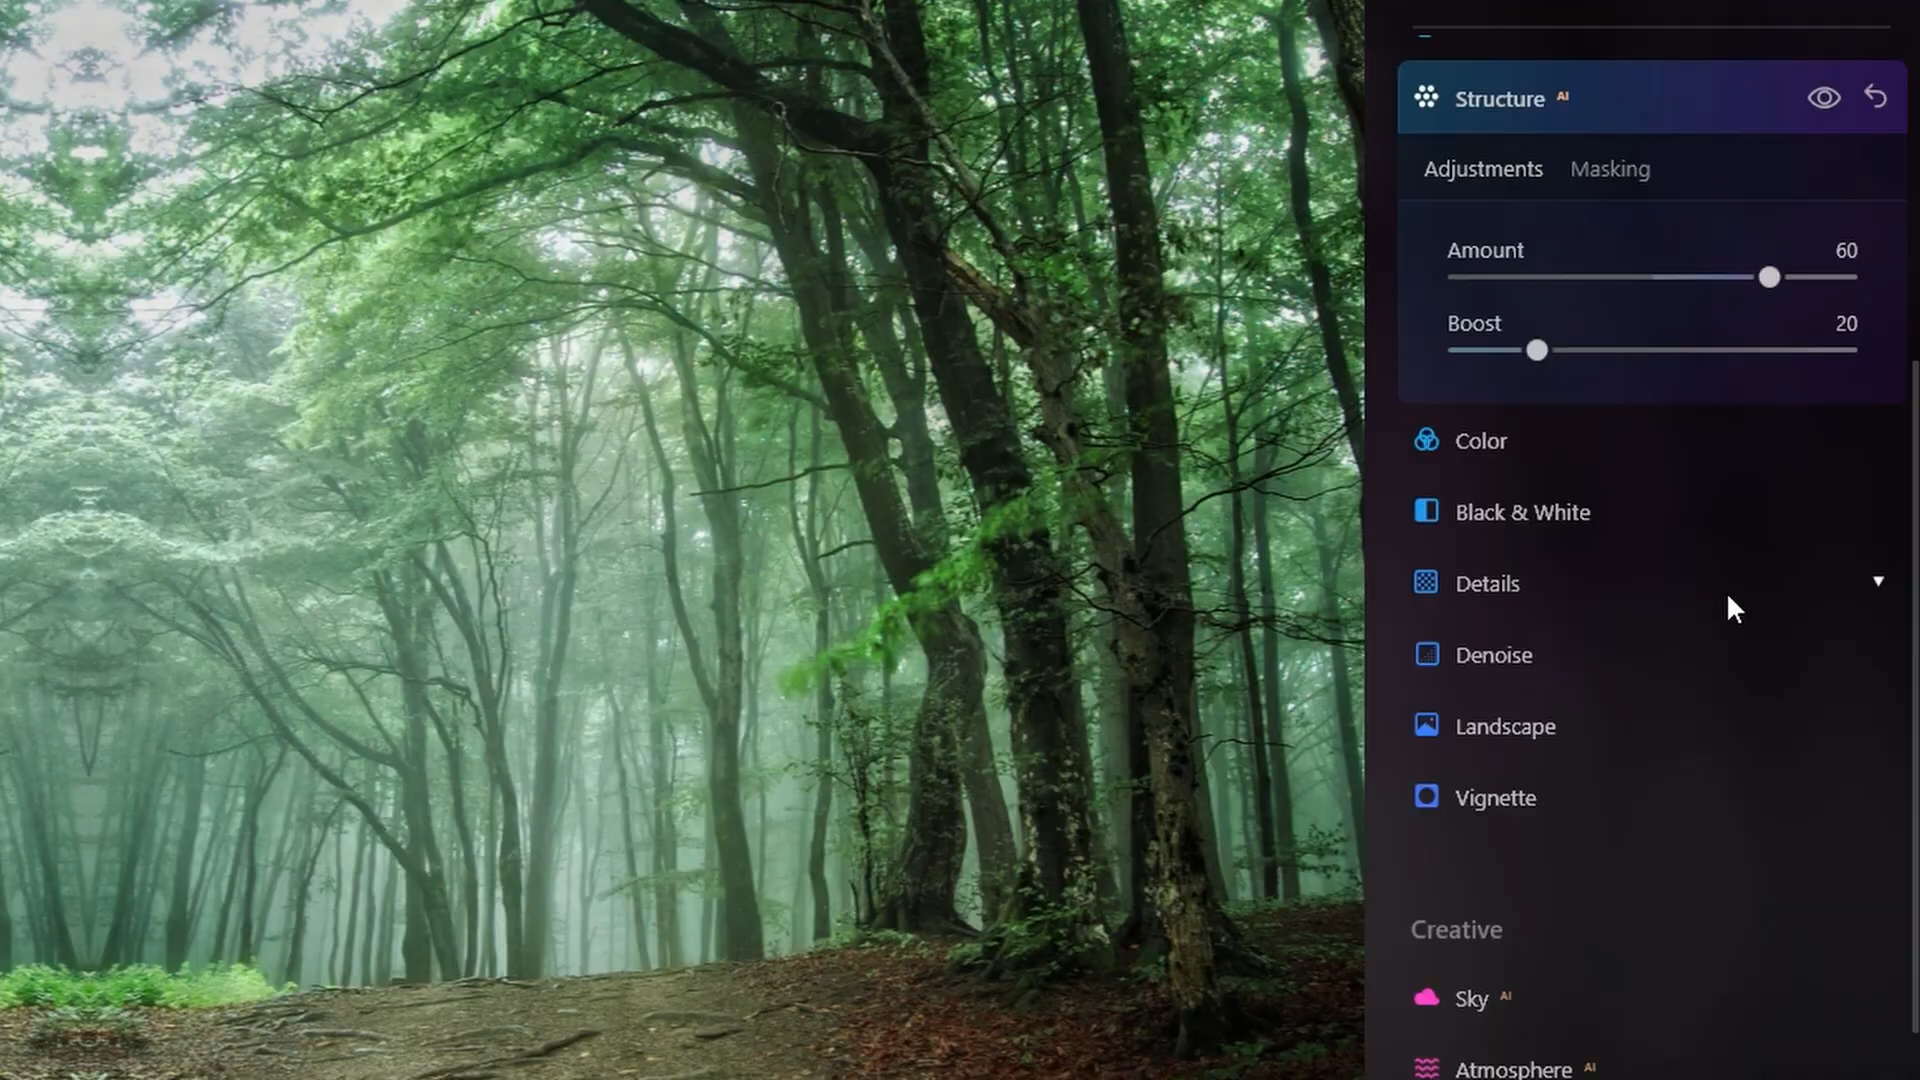 Structure AI
Adjustments Masking
Amount 60
Boost 20
Color
Black & White
Details
Denoise
Landscape
Vignette
Creative
Sky AI
Atmosphere AI